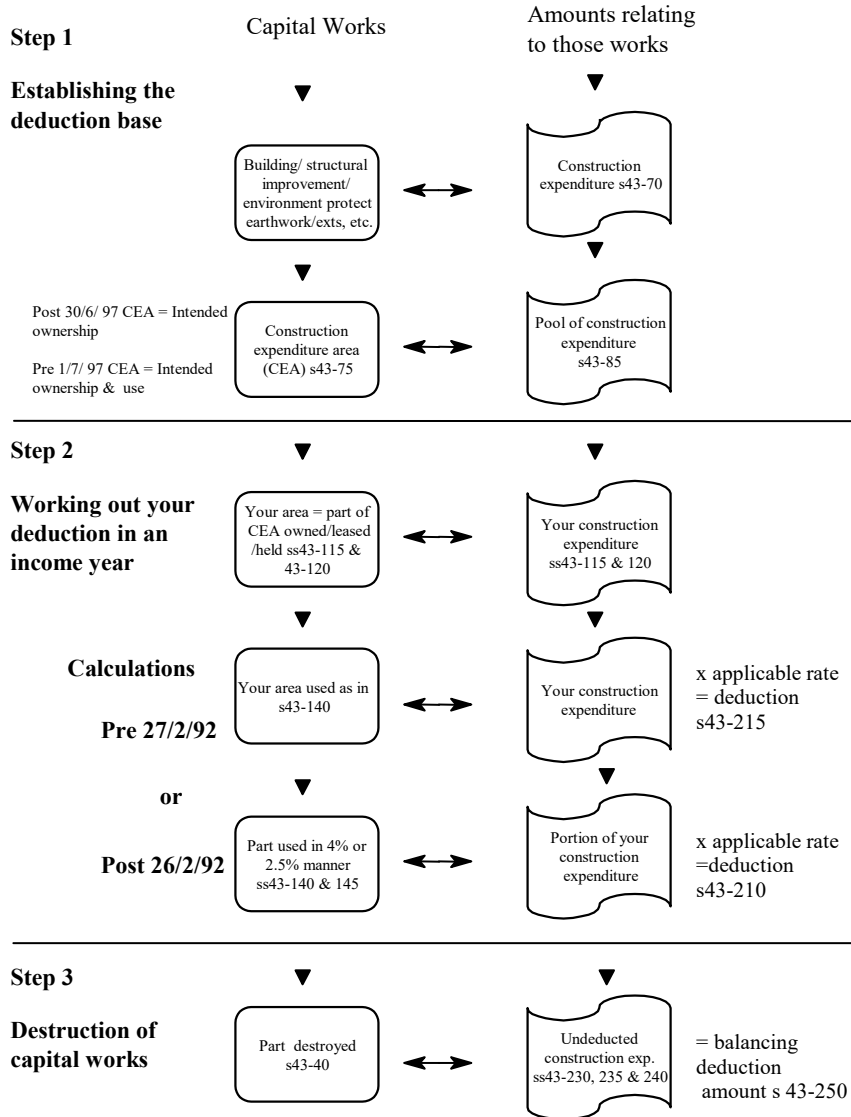 Step 1
Capital Works
Amounts relating
to those works
Establishing the
deduction base
Building/ structural
improvement/
environment protect
earthwork/exts, etc.
Construction
expenditure s43-70
Post 30/6/ 97 CEA = Intended
ownership
Pre 1/7/ 97 CEA = Intended
ownership &  use
Construction
expenditure area
(CEA) s43-75
Pool of construction
expenditure
s43-85
Step 2
Working out your
deduction in an
income year
Your area = part of
CEA owned/leased
/held ss43-115 &
43-120
Your construction
expenditure
ss43-115 & 120
Calculations
Pre 27/2/92
Your area used as in
s43-140
Your construction
expenditure
x applicable rate
= deduction
s43-215
or
Post 26/2/92
Part used in 4% or
2.5% manner
ss43-140 & 145
Portion of your
construction
expenditure
x applicable rate
=deduction
s43-210
Step 3
Destruction of
capital works
Part  destroyed
s43-40
Undeducted
construction exp.
ss43-230, 235 & 240
= balancing
deduction
amount s 43-250